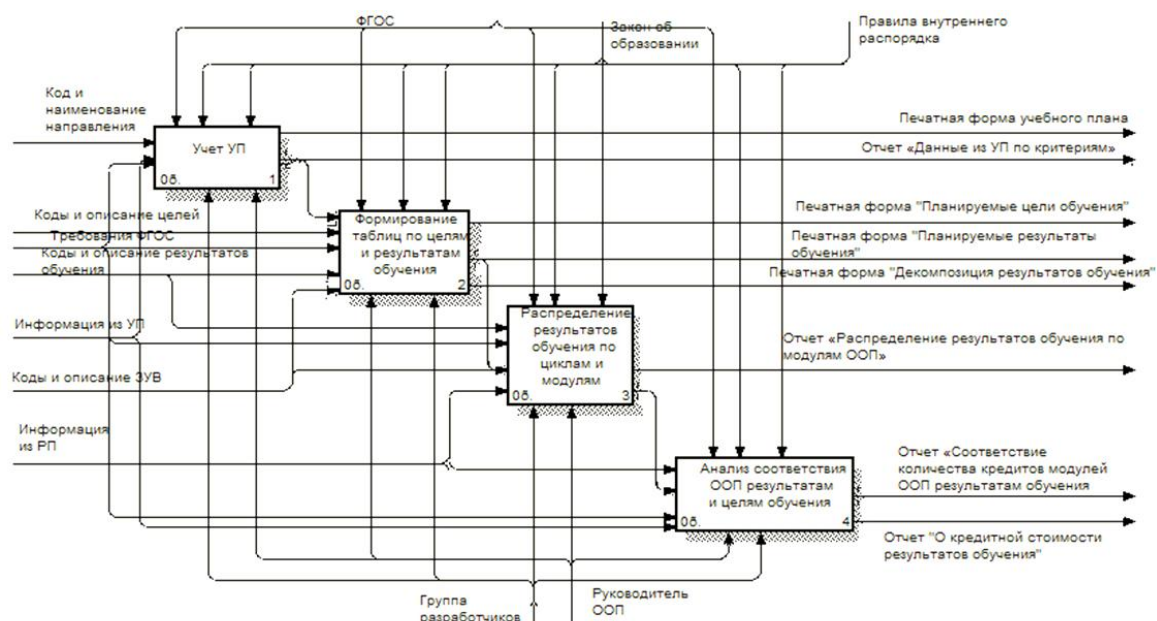 ФГОС
Закон об
образовании
Правила внутреннего
распорядка
Код и
наименование
направления
Учет УП
0б.
1
Печатная форма учебного плана
Отчет «Данные из УП по критериям»
Коды и описание целей
Требования ФГОС
Коды и описание результатов
обучения
Формирование
таблиц по целям
и результатам
обучения
0б.
2
Печатная форма "Планируемые цели обучения"
Печатная форма "Планируемые результаты
обучения"
Печатная форма "Декомпозиция результатов обучения"
Информация из УП
Распределение
результатов
обучения по
циклам и
модулям
0б.
3
Отчет «Распределение результатов обучения по
модулям ООП»
Коды и описание ЗУВ
Информация
из РП
Анализ соответствия
ООП результатам
и целям обучения
0б.
4
Отчет «Соответствие
количества кредитов модулей
ООП результатам обучения
Отчет "О кредитной стоимости
результатов обучения"
Группа
разработчиков
Руководитель
ООП